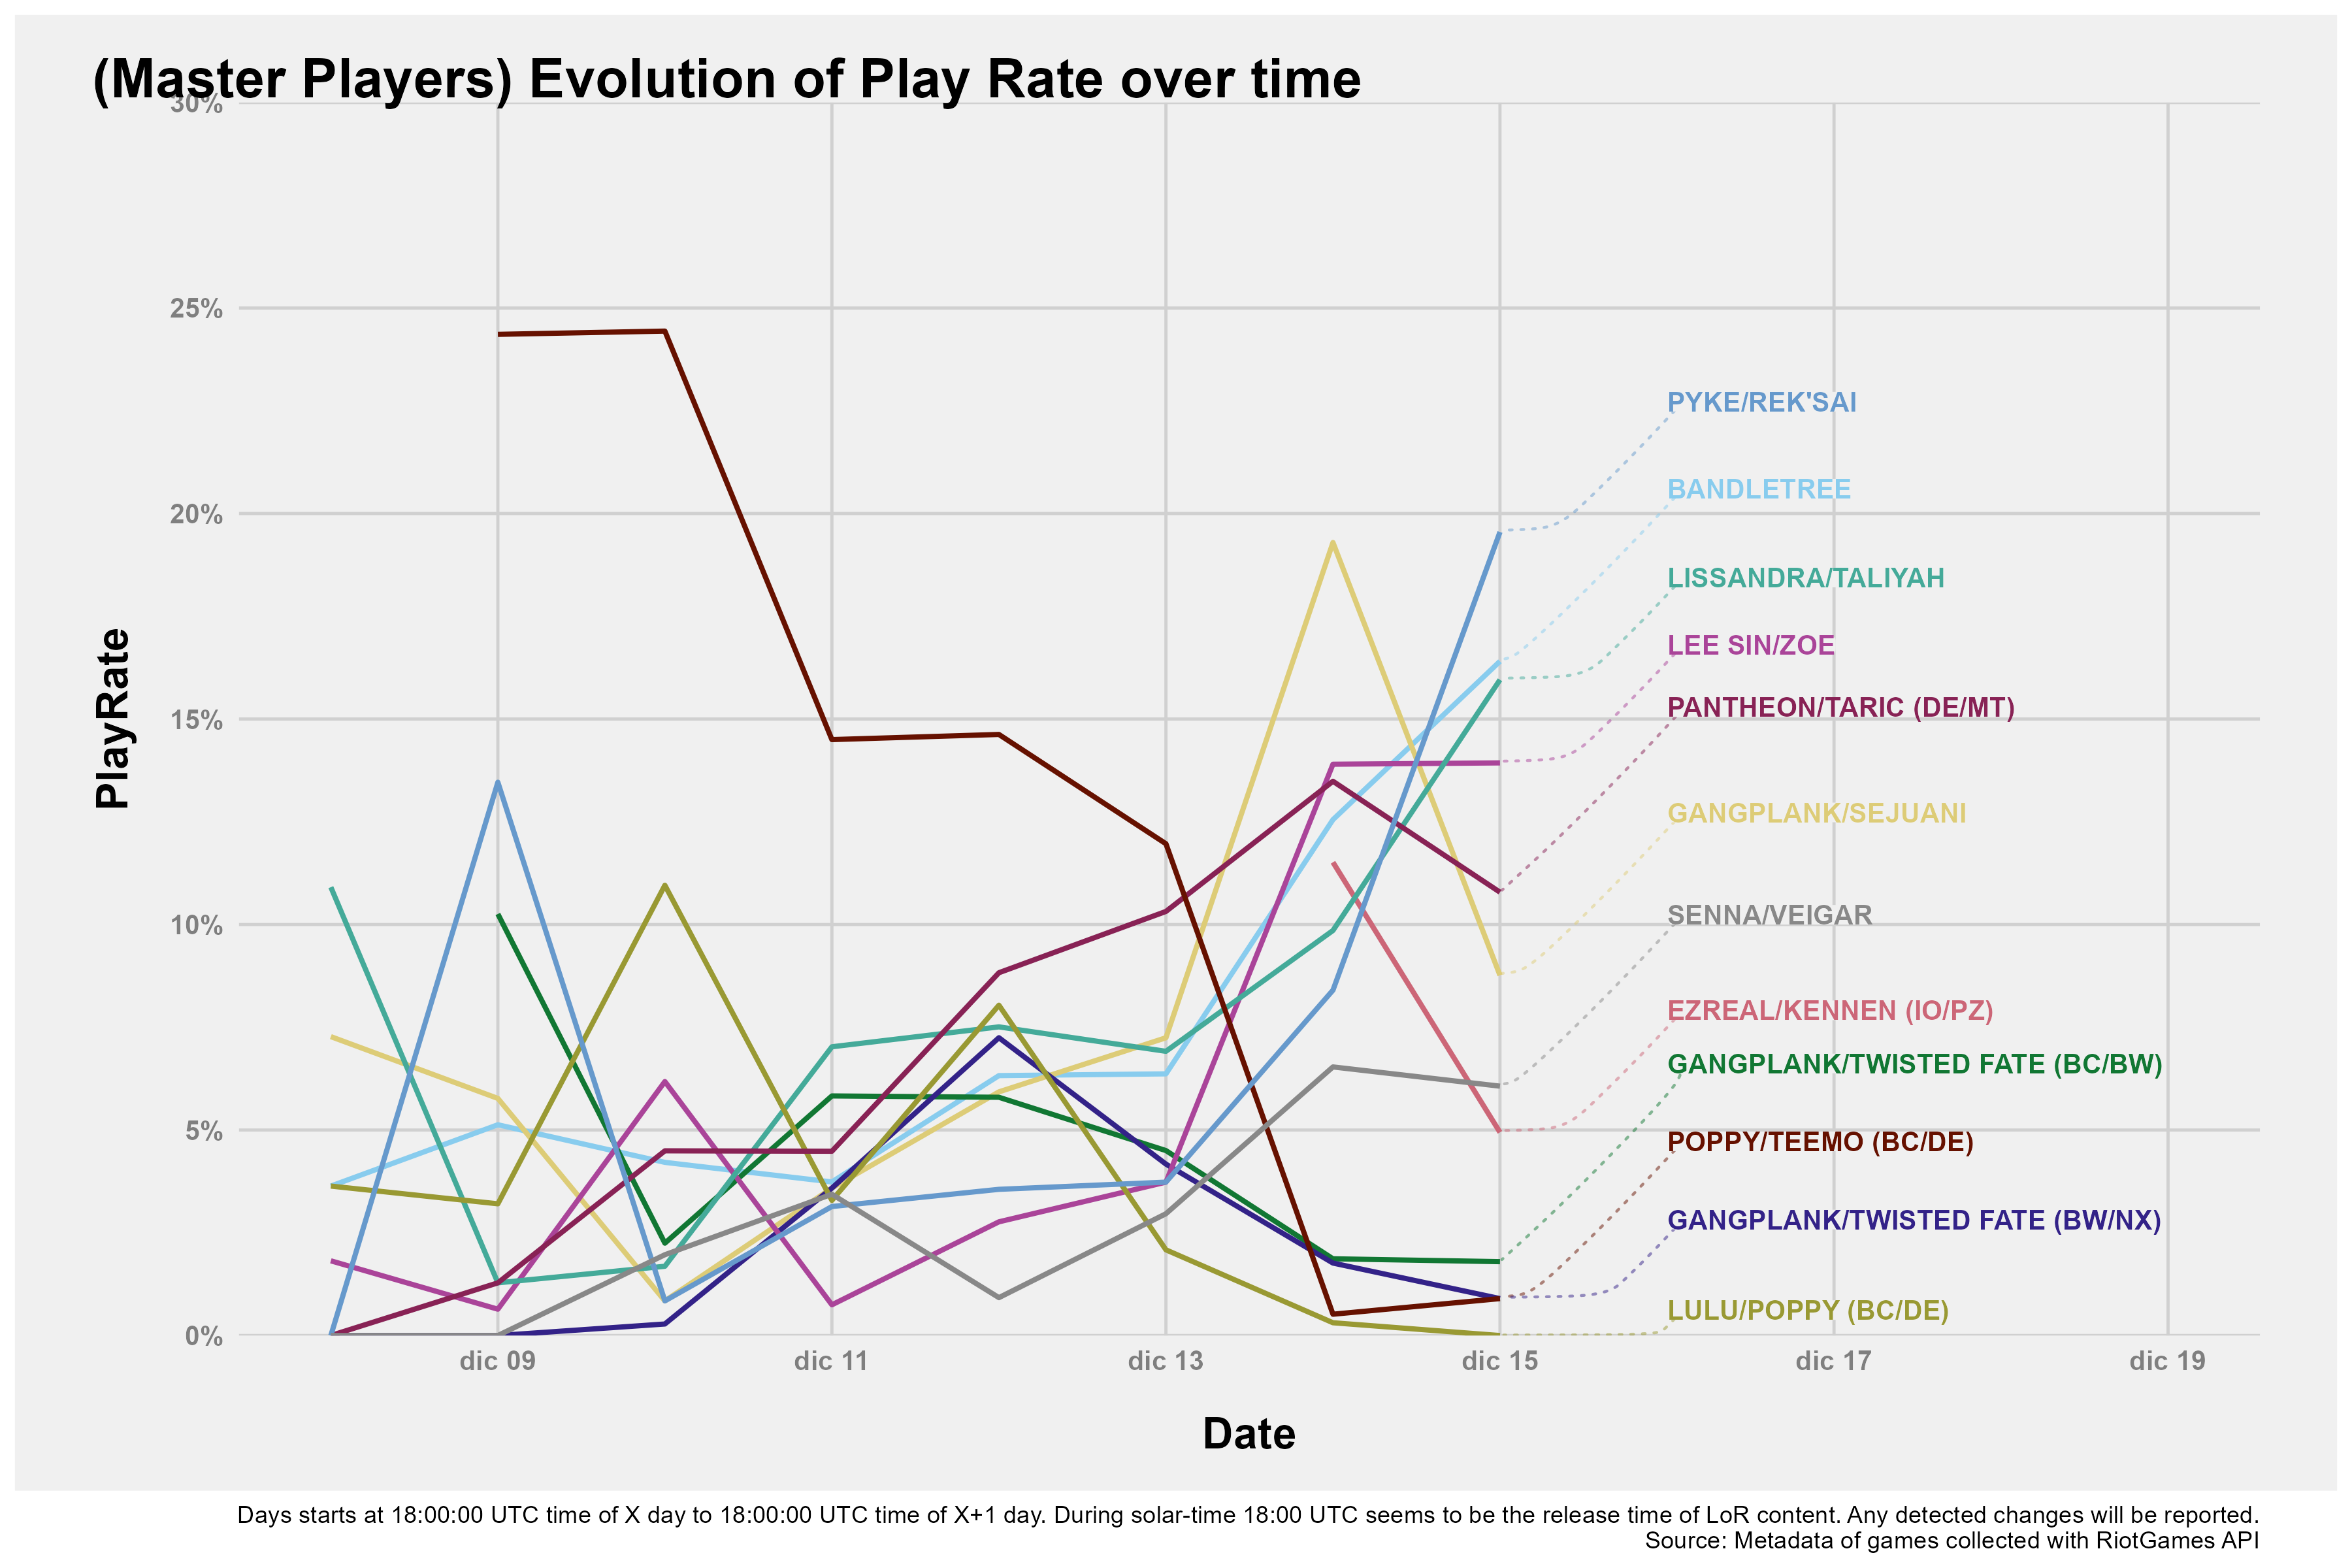 (Master Players) Evolution of Play Rate over time
30%
25%
20%
15%
10%
5%
0%
PlayRate
PYKE/REK'SAI
BANDLETREE
LISSANDRA/TALIYAH
LEE SIN/ZOE
PANTHEON/TARIC (DE/MT)
GANGPLANK/SEJUANI
SENNA/VEIGAR
EZREAL/KENNEN (IO/PZ)
GANGPLANK/TWISTED FATE (BC/BW)
POPPY/TEEMO (BC/DE)
GANGPLANK/TWISTED FATE (BW/NX)
LULU/POPPY (BC/DE)
dic 09 dic 11 dic 13 dic 15 dic 17 dic 19
Date
Days starts at 18:00:00 UTC time of X day to 18:00:00 UTC time of X+1 day. During solar-time 18:00 UTC seems to be the release time of LoR content. Any detected changes will be reported.
Source: Metadata of games collected with RiotGames API